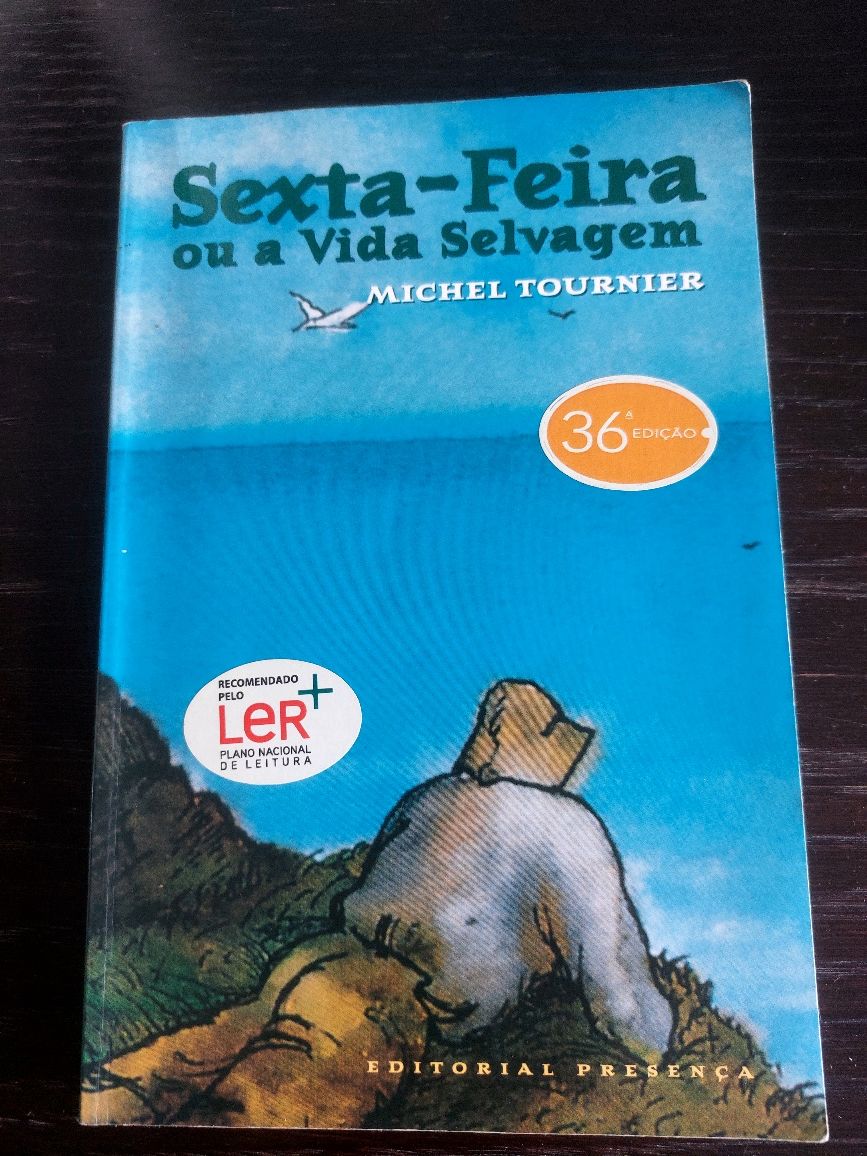 Sexta-Feira
ou a Vida Selvagem
MICHEL TOURNIER
36ª EDIÇÃO
RECOMENDADO
PELO
LeR+
PLANO NACIONAL
DE LEITURA
EDITORIAL PRESENÇA